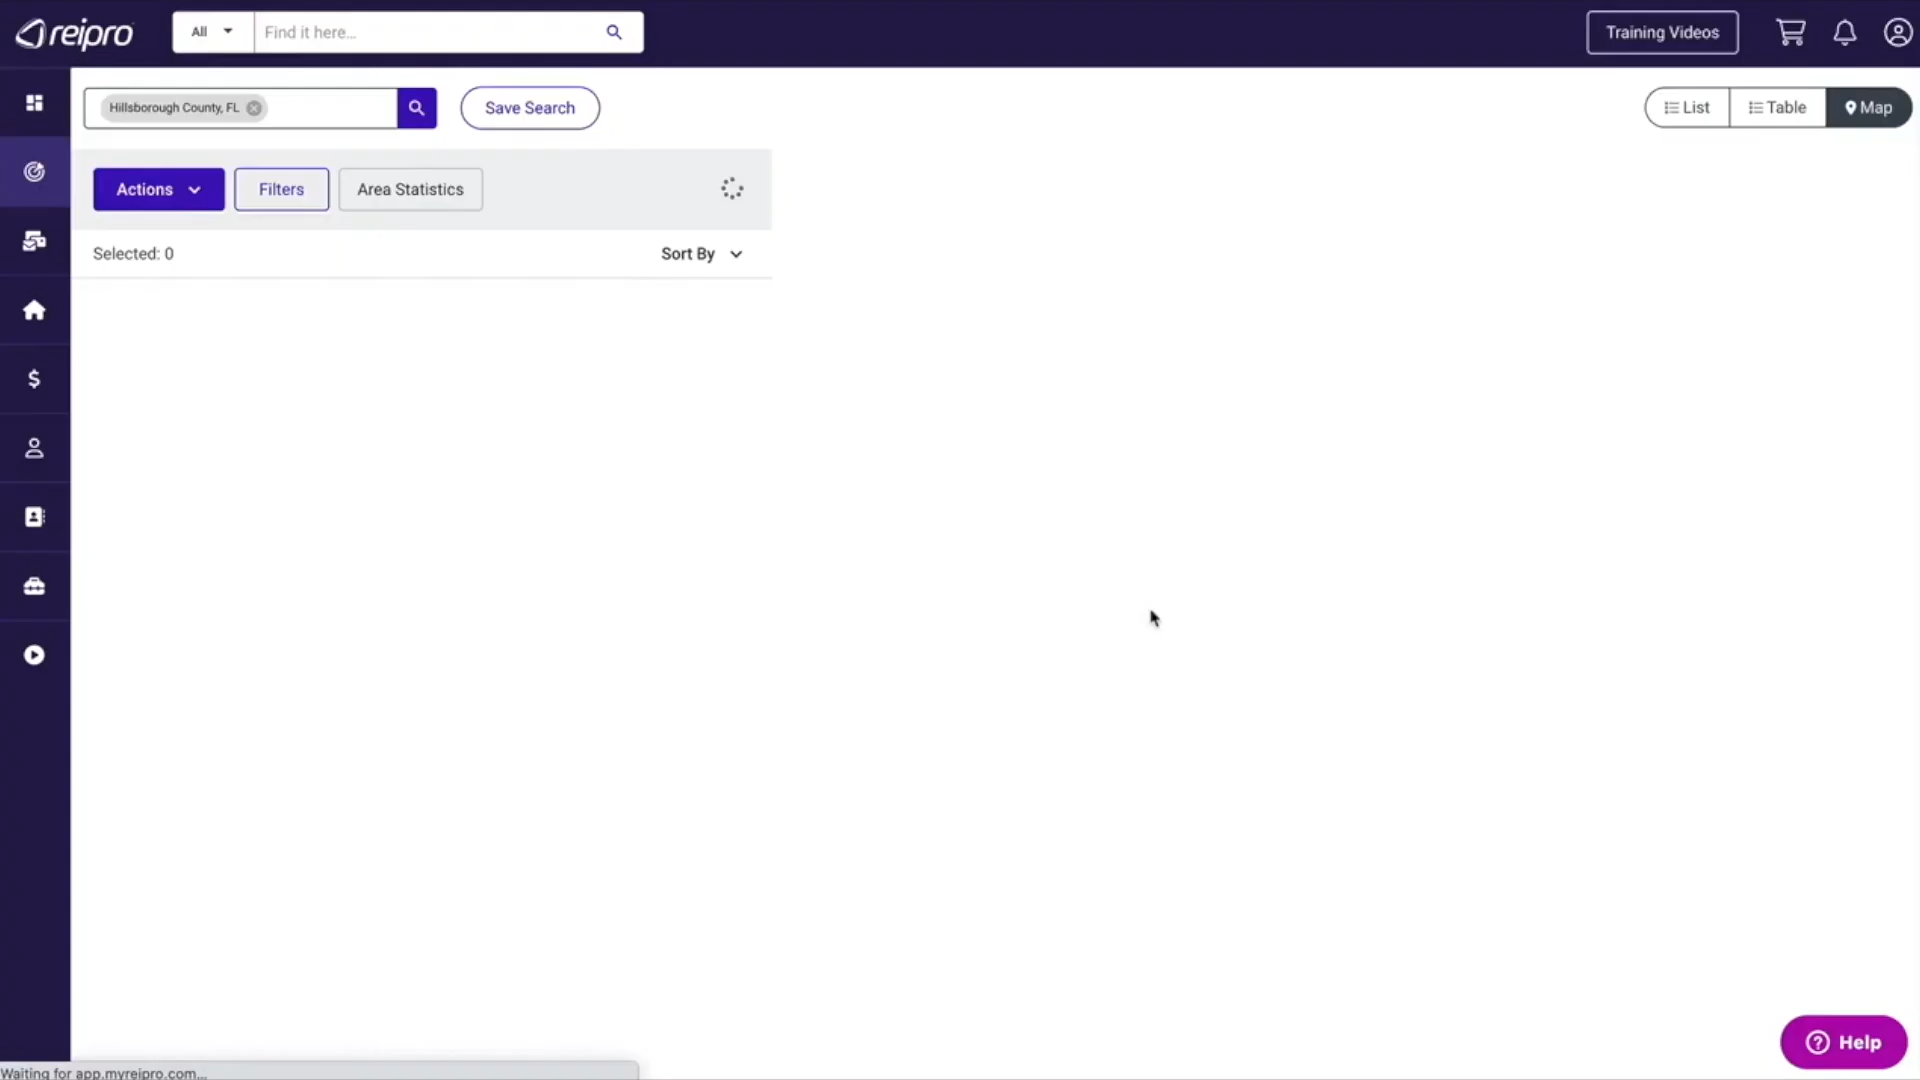 reipro
All
Find it here...
Training Videos
Hillsborough County, FL
Save Search
List
Table
Map
Actions
Filters
Area Statistics
Selected: 0
Sort By
Help
Waiting for app.myreipro.com...